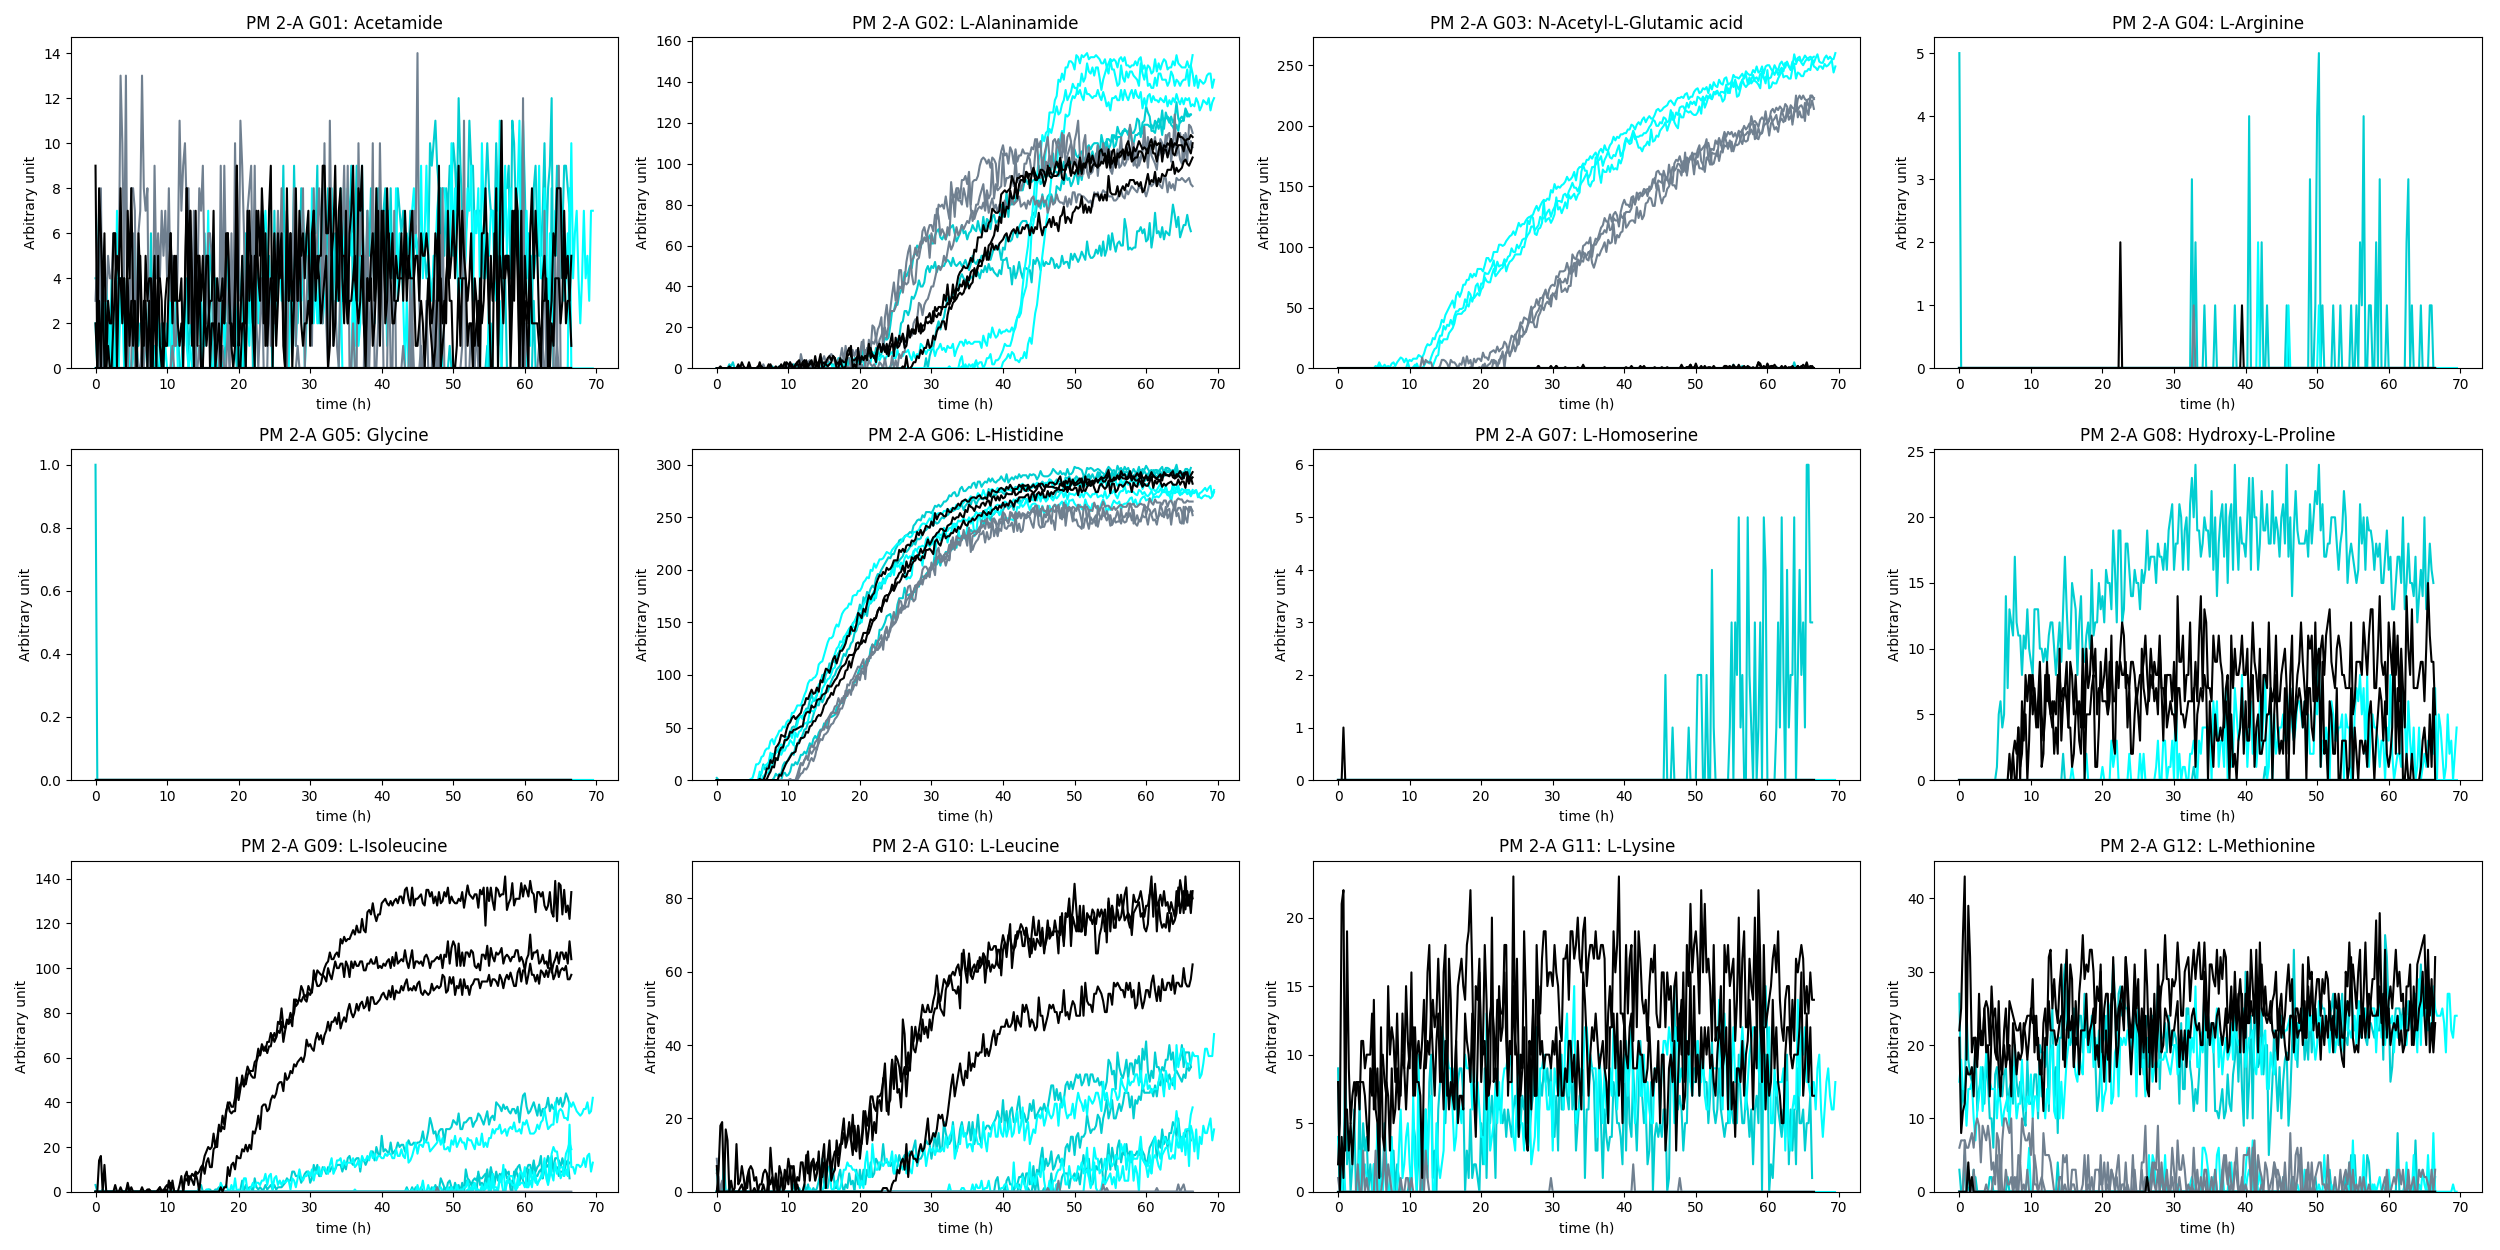 PM 2-A G01: Acetamide
Arbitrary unit
14
12
10
8
6
4
2
0
0 10 20 30 40 50 60 70
time (h)
PM 2-A G02: L-Alaninamide
Arbitrary unit
160
140
120
100
80
60
40
20
0
0 10 20 30 40 50 60 70
time (h)
PM 2-A G03: N-Acetyl-L-Glutamic acid
Arbitrary unit
250
200
150
100
50
0
0 10 20 30 40 50 60 70
time (h)
PM 2-A G04: L-Arginine
Arbitrary unit
5
4
3
2
1
0
0 10 20 30 40 50 60 70
time (h)
PM 2-A G05: Glycine
Arbitrary unit
1.0
0.8
0.6
0.4
0.2
0.0
0 10 20 30 40 50 60 70
time (h)
PM 2-A G06: L-Histidine
Arbitrary unit
300
250
200
150
100
50
0
0 10 20 30 40 50 60 70
time (h)
PM 2-A G07: L-Homoserine
Arbitrary unit
6
5
4
3
2
1
0
0 10 20 30 40 50 60 70
time (h)
PM 2-A G08: Hydroxy-L-Proline
Arbitrary unit
25
20
15
10
5
0
0 10 20 30 40 50 60 70
time (h)
PM 2-A G09: L-Isoleucine
Arbitrary unit
140
120
100
80
60
40
20
0
0 10 20 30 40 50 60 70
time (h)
PM 2-A G10: L-Leucine
Arbitrary unit
80
60
40
20
0
0 10 20 30 40 50 60 70
time (h)
PM 2-A G11: L-Lysine
Arbitrary unit
20
15
10
5
0
0 10 20 30 40 50 60 70
time (h)
PM 2-A G12: L-Methionine
Arbitrary unit
40
30
20
10
0
0 10 20 30 40 50 60 70
time (h)